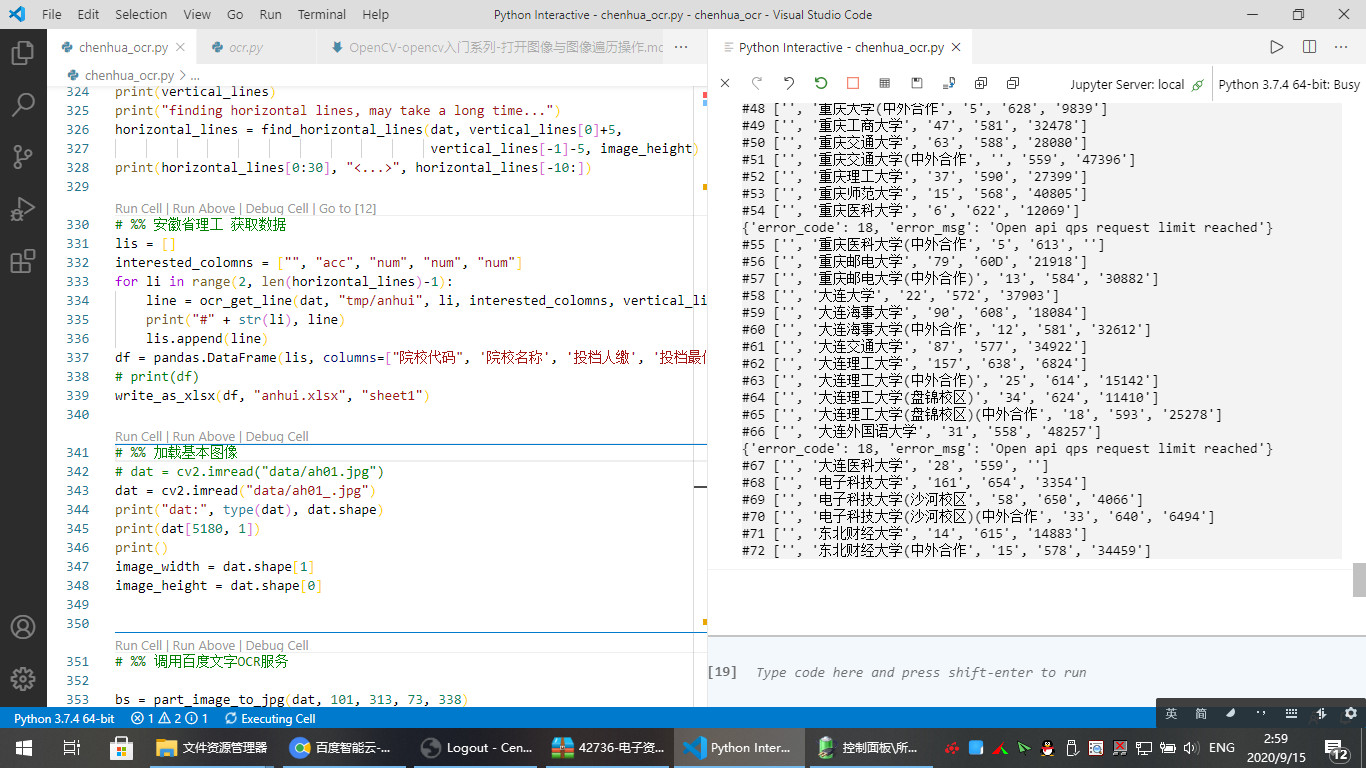 File Edit Selection View Go Run Terminal Help
Python Interactive - chenhua_ocr.py - chenhua_ocr - Visual Studio Code
chenhua_ocr.py
ocr.py
OpenCV-opencv入门系列-打开图像与图像遍历操作.md
chenhua_ocr.py > ...
324 print(vertical_lines)
325 print("finding horizontal lines, may take a long time...")
326 horizontal_lines = find_horizontal_lines(dat, vertical_lines[0]+5,
327 vertical_lines[-1]-5, image_height)
328 print(horizontal_lines[0:30], "<...>", horizontal_lines[-10:])
329
Run Cell | Run Above | Debug Cell | Go to [12]
330 # %% 安徽省理工 获取数据
331 lis = []
332 interested_colomns = ["", "acc", "num", "num", "num"]
333 for li in range(2, len(horizontal_lines)-1):
334 line = ocr_get_line(dat, "tmp/anhui", li, interested_colomns, vertical_li
335 print("#" + str(li), line)
336 lis.append(line)
337 df = pandas.DataFrame(lis, columns=["院校代码", '院校名称', '投档人缴', '投档最低
338 # print(df)
339 write_as_xlsx(df, "anhui.xlsx", "sheet1")
340
Run Cell | Run Above | Debug Cell
341 # %% 加载基本图像
342 # dat = cv2.imread("data/ah01.jpg")
343 dat = cv2.imread("data/ah01_.jpg")
344 print("dat:", type(dat), dat.shape)
345 print(dat[5180, 1])
346 print()
347 image_width = dat.shape[1]
348 image_height = dat.shape[0]
349
350
Run Cell | Run Above | Debug Cell
351 # %% 调用百度文字OCR服务
352
353 bs = part_image_to_jpg(dat, 101, 313, 73, 338)
Python Interactive - chenhua_ocr.py
Jupyter Server: local
Python 3.7.4 64-bit: Busy
#48 ['', '重庆大学(中外合作', '5', '628', '9839']
#49 ['', '重庆工商大学', '47', '581', '32478']
#50 ['', '重庆交通大学', '63', '588', '28080']
#51 ['', '重庆交通大学(中外合作', '', '559', '47396']
#52 ['', '重庆理工大学', '37', '590', '27399']
#53 ['', '重庆师范大学', '15', '568', '40805']
#54 ['', '重庆医科大学', '6', '622', '12069']
{'error_code': 18, 'error_msg': 'Open api qps request limit reached'}
#55 ['', '重庆医科大学(中外合作', '5', '613', '']
#56 ['', '重庆邮电大学', '79', '60D', '21918']
#57 ['', '重庆邮电大学(中外合作)', '13', '584', '30882']
#58 ['', '大连大学', '22', '572', '37903']
#59 ['', '大连海事大学', '90', '608', '18084']
#60 ['', '大连海事大学(中外合作', '12', '581', '32612']
#61 ['', '大连交通大学', '87', '577', '34922']
#62 ['', '大连理工大学', '157', '638', '6824']
#63 ['', '大连理工大学(中外合作)', '25', '614', '15142']
#64 ['', '大连理工大学(盘锦校区)', '34', '624', '11410']
#65 ['', '大连理工大学(盘锦校区)(中外合作', '18', '593', '25278']
#66 ['', '大连外国语大学', '31', '558', '48257']
{'error_code': 18, 'error_msg': 'Open api qps request limit reached'}
#67 ['', '大连医科大学', '28', '559', '']
#68 ['', '电子科技大学', '161', '654', '3354']
#69 ['', '电子科技大学(沙河校区', '58', '650', '4066']
#70 ['', '电子科技大学(沙河校区)(中外合作', '33', '640', '6494']
#71 ['', '东北财经大学', '14', '615', '14883']
#72 ['', '东北财经大学(中外合作', '15', '578', '34459']
[19] Type code here and press shift-enter to run
Python 3.7.4 64-bit 1 2 1 Executing Cell
英 简
文件资源管理器 百度智能云-... Logout - Cen... 42736-电子资... Python Inter... 控制面板\所... ENG
2:59
2020/9/15
12